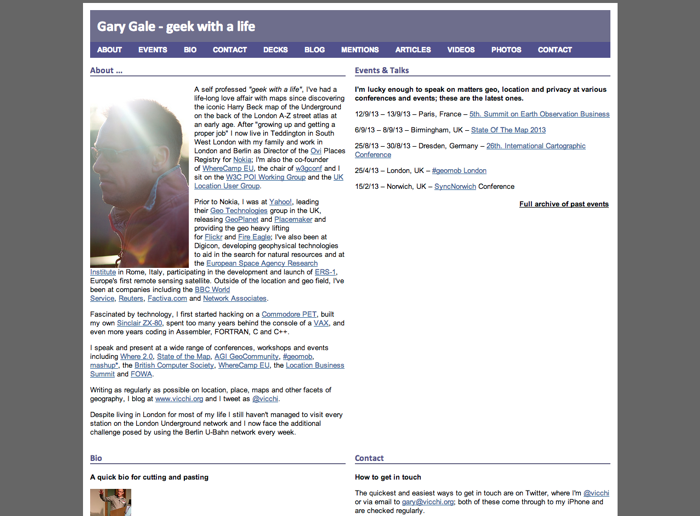 Gary Gale - geek with a life
ABOUT EVENTS BIO CONTACT DECKS BLOG MENTIONS ARTICLES VIDEOS PHOTOS CONTACT
About ...
A self professed "geek with a life", I've had a
life-long love affair with maps since discovering
the iconic Harry Beck map of the Underground
on the back of the London A-Z street atlas at
an early age. After "growing up and getting a
proper job" I now live in Teddington in South
West London with my family and work in
London and Berlin as Director of the Ovi Places
Registry for Nokia; I'm also the co-founder
of WhereCamp EU, the chair of w3gconf and I
sit on the W3C POI Working Group and the UK
Location User Group.
Prior to Nokia, I was at Yahoo!, leading
their Geo Technologies group in the UK,
releasing GeoPlanet and Placemaker and
providing the geo heavy lifting
for Flickr and Fire Eagle; I've also been at
Digicon, developing geophysical technologies
to aid in the search for natural resources and at
the European Space Agency Research
Institute in Rome, Italy, participating in the development and launch of ERS-1,
Europe's first remote sensing satellite. Outside of the location and geo field, I've
been at companies including the BBC World
Service, Reuters, Factiva.com and Network Associates.
Fascinated by technology, I first started hacking on a Commodore PET, built
my own Sinclair ZX-80, spent too many years behind the console of a VAX, and
even more years coding in Assembler, FORTRAN, C and C++.
I speak and present at a wide range of conferences, workshops and events
including Where 2.0, State of the Map, AGI GeoCommunity, #geomob,
mashup*, the British Computer Society, WhereCamp EU, the Location Business
Summit and FOWA.
Writing as regularly as possible on location, place, maps and other facets of
geography, I blog at www.vicchi.org and I tweet as @vicchi.
Despite living in London for most of my life I still haven't managed to visit every
station on the London Underground network and I now face the additional
challenge posed by using the Berlin U-Bahn network every week.
Events & Talks
I'm lucky enough to speak on matters geo, location and privacy at various
conferences and events; these are the latest ones.
12/9/13 – 13/9/13 – Paris, France – 5th. Summit on Earth Observation Business
6/9/13 – 8/9/13 – Birmingham, UK – State Of The Map 2013
25/8/13 – 30/8/13 – Dresden, Germany – 26th. International Cartographic
Conference
25/4/13 – London, UK – #geomob London
15/2/13 – Norwich, UK – SyncNorwich Conference
Full archive of past events
Bio
A quick bio for cutting and pasting
Contact
How to get in touch
The quickest and easiest ways to get in touch are on Twitter, where I'm @vicchi
or via email to gary@vicchi.org; both of these come through to my iPhone and
are checked regularly.